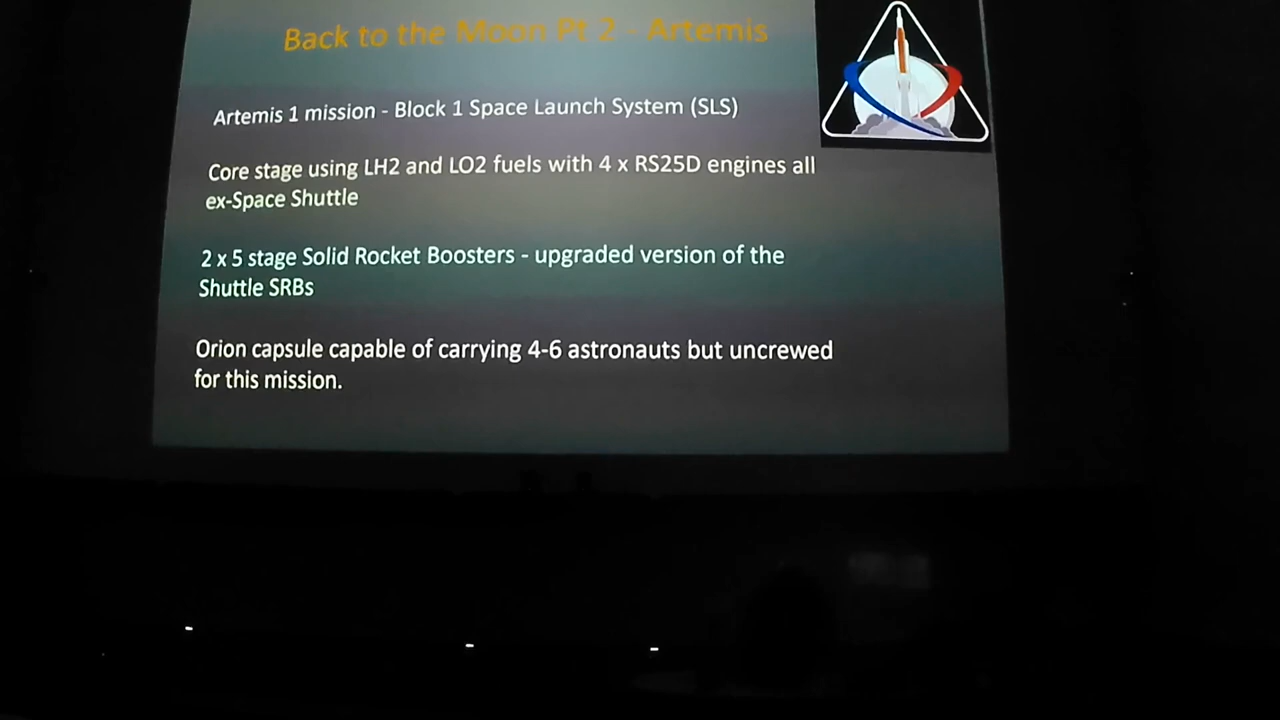 Back to the Moon Pt 2 - Artemis
Artemis 1 mission - Block 1 Space Launch System (SLS)
Core stage using LH2 and LO2 fuels with 4 x RS25D engines all
ex-Space Shuttle
2 x 5 stage Solid Rocket Boosters - upgraded version of the
Shuttle SRBs
Orion capsule capable of carrying 4-6 astronauts but uncrewed
for this mission.